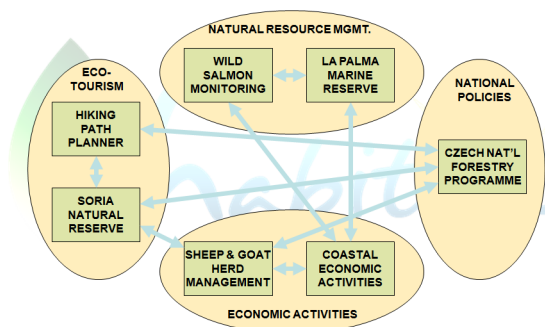 NATURAL RESOURCE MGMT.
WILD
SALMON
MONITORING
LA PALMA
MARINE
RESERVE
ECO-
TOURISM
HIKING
PATH
PLANNER
SORIA
NATURAL
RESERVE
NATIONAL
POLICIES
CZECH NAT'L
FORESTRY
PROGRAMME
SHEEP & GOAT
HERD
MANAGEMENT
COASTAL
ECONOMIC
ACTIVITIES
ECONOMIC ACTIVITIES